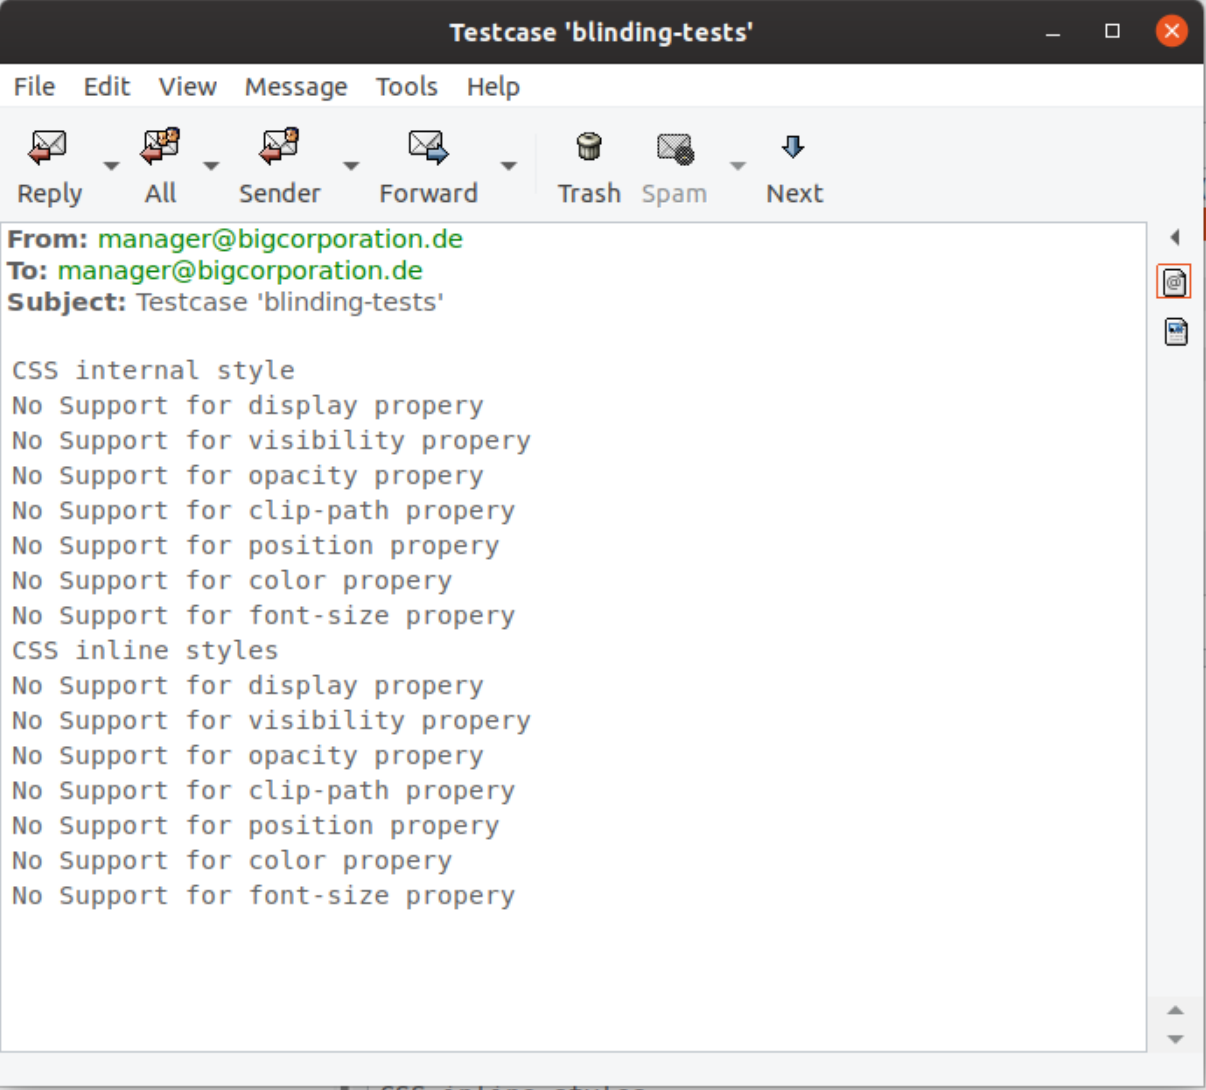 Testcase 'blinding-tests'
File Edit View Message Tools Help
Reply All Sender Forward Trash Spam Next
From: manager@bigcorporation.de
To: manager@bigcorporation.de
Subject: Testcase 'blinding-tests'
CSS internal style
No Support for display propery
No Support for visibility propery
No Support for opacity propery
No Support for clip-path propery
No Support for position propery
No Support for color propery
No Support for font-size propery
CSS inline styles
No Support for display propery
No Support for visibility propery
No Support for opacity propery
No Support for clip-path propery
No Support for position propery
No Support for color propery
No Support for font-size propery